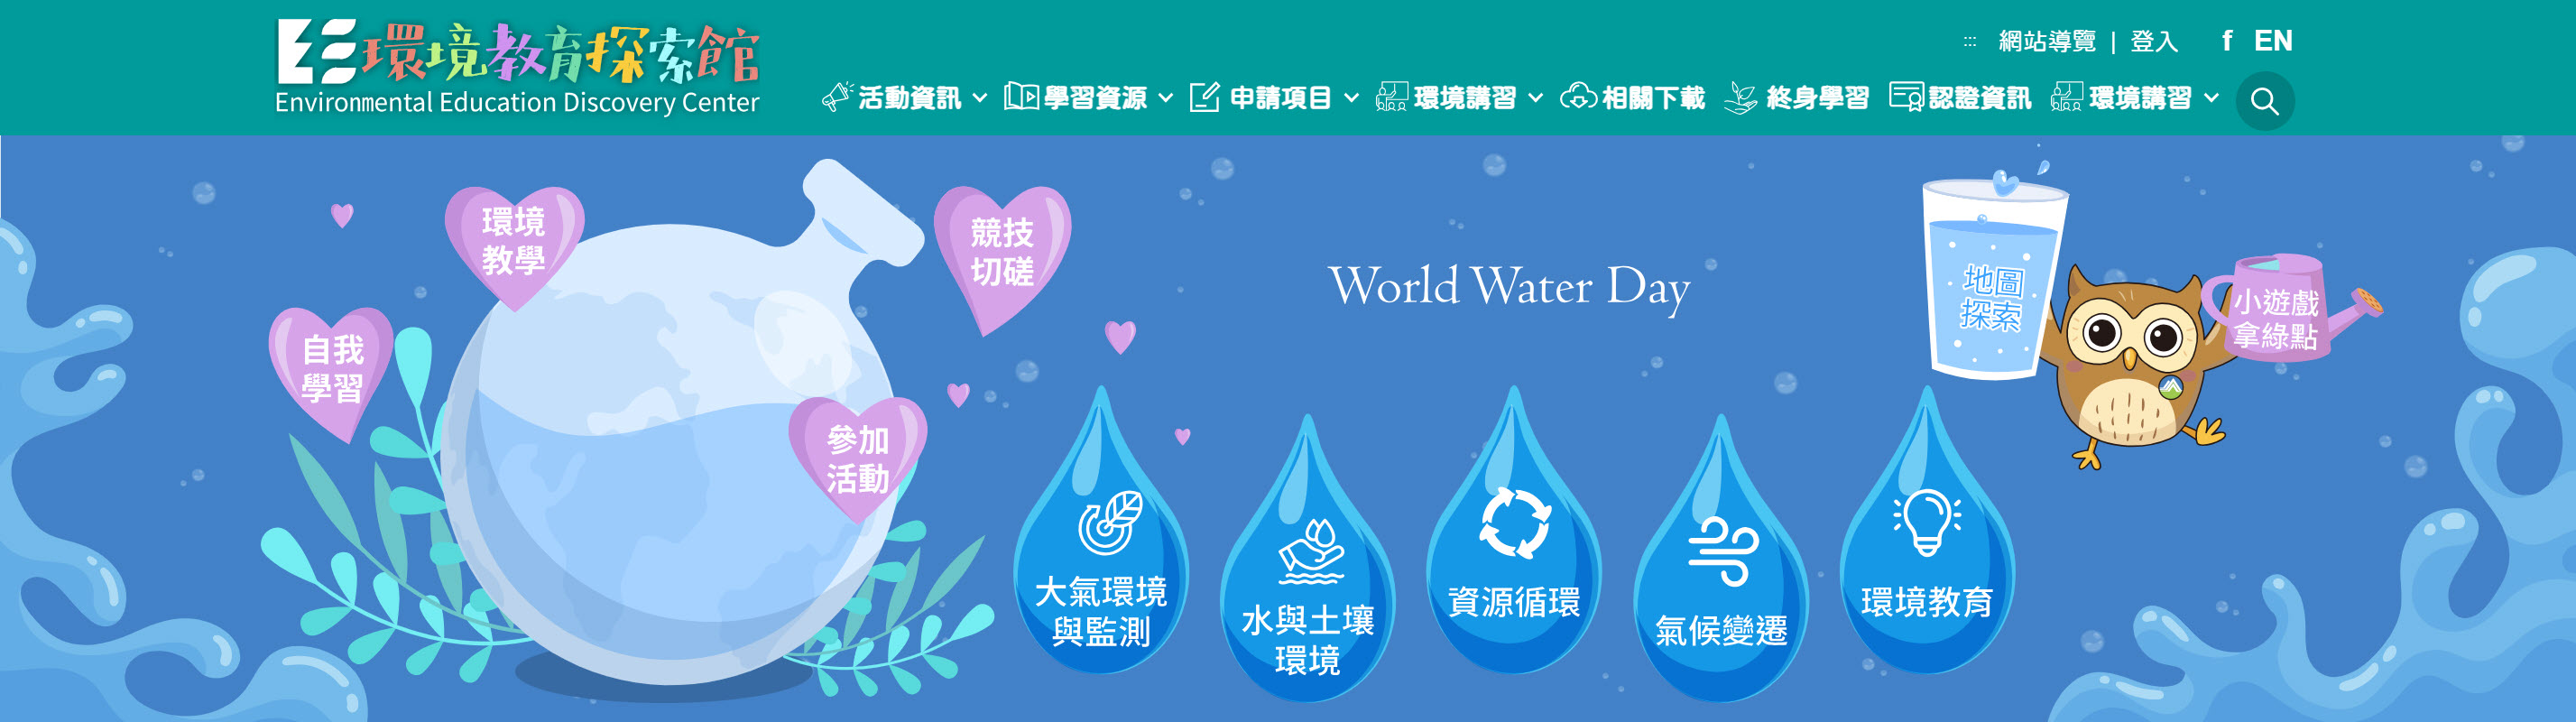 環境教育探索館
Environmental Education Discovery Center
網站導覽 | 登入 f EN
活動資訊 學習資源 申請項目 環境講習 相關下載 終身學習 認證資訊 環境講習
環境
教學
競技
切磋
自我
學習
參加
活動
World Water Day
地圖
探索
小遊戲
拿綠點
大氣環境
與監測
水與土壤
環境
資源循環
氣候變遷
環境教育